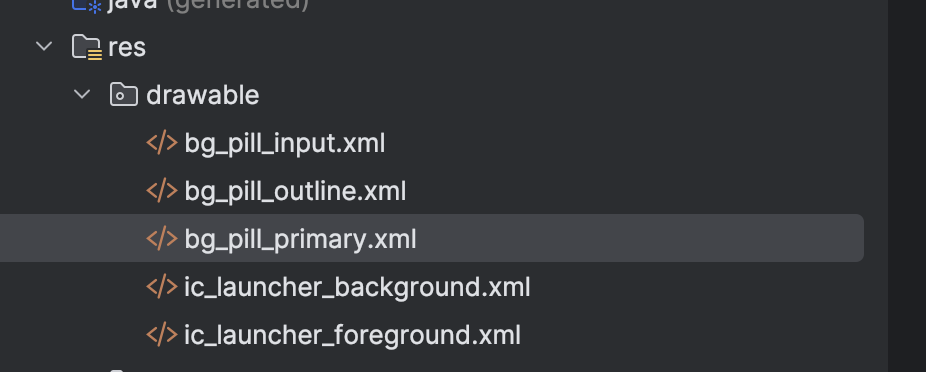 java (generated)
res
drawable
bg_pill_input.xml
bg_pill_outline.xml
bg_pill_primary.xml
ic_launcher_background.xml
ic_launcher_foreground.xml